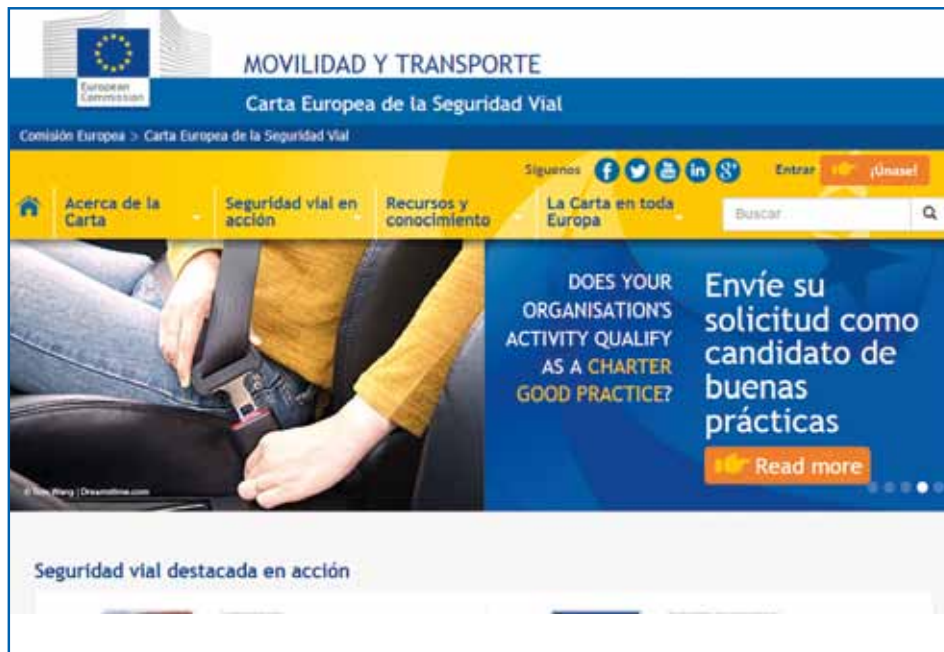 European
Commission
MOVILIDAD Y TRANSPORTE
Carta Europea de la Seguridad Vial
Comisión Europea > Carta Europea de la Seguridad Vial
Síguenos
Entrar
¡Únase!
Acerca de la
Carta
Seguridad vial en
acción
Recursos y
conocimiento
La Carta en toda
Europa
Buscar
DOES YOUR
ORGANISATION'S
ACTIVITY QUALIFY
AS A CHARTER
GOOD PRACTICE?
Envíe su
solicitud como
candidato de
buenas
prácticas
Read more
Wang | Dreamstime.com
Seguridad vial destacada en acción